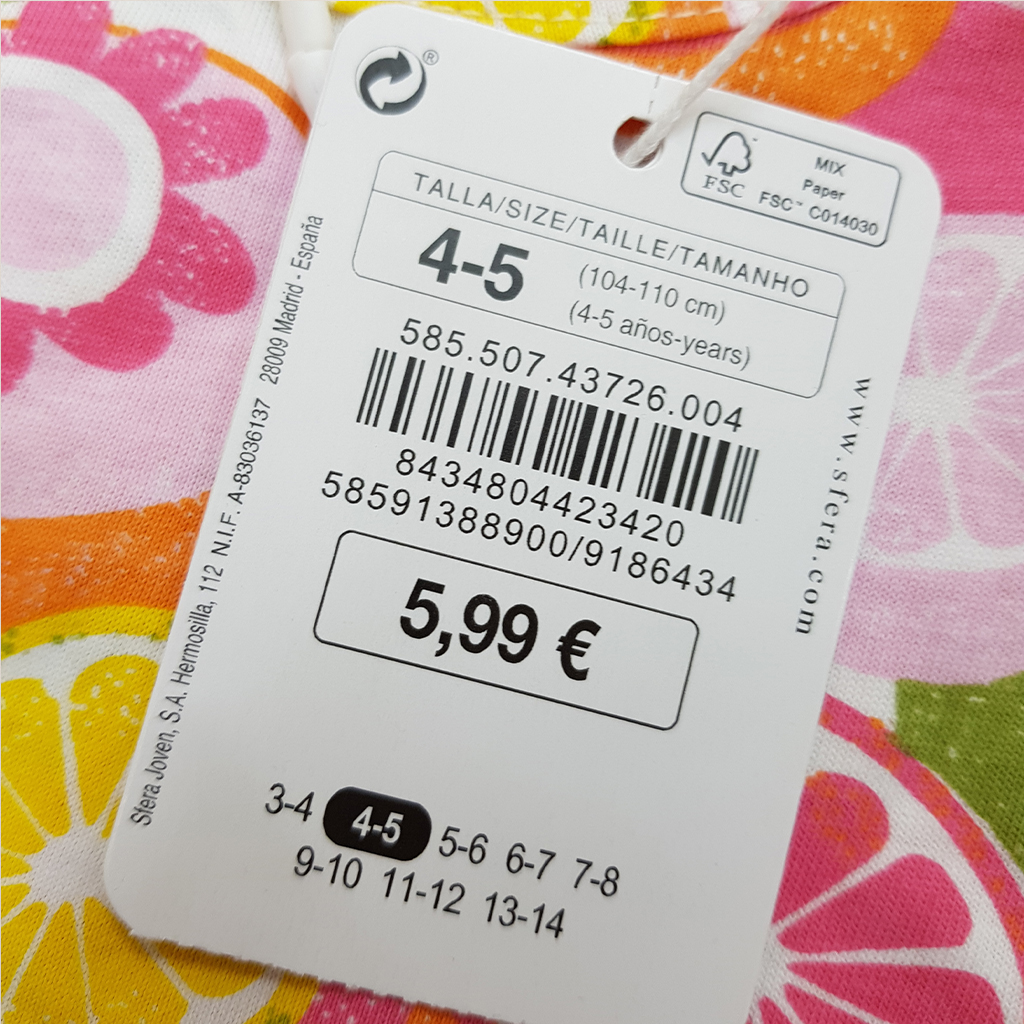 ®
FSC
MIX
Paper
FSC™ C014030
TALLA/SIZE/TAILLE/TAMANHO
4-5
(104-110 cm)
(4-5 años-years)
585.507.43726.004
8434804423420
58591388900/9186434
5,99 €
3-4 4-5 5-6 6-7 7-8
9-10 11-12 13-14
Sfera Joven, S.A. Hermosilla, 112 N.I.F. A-83036137 28009 Madrid - España
www.sfera.com